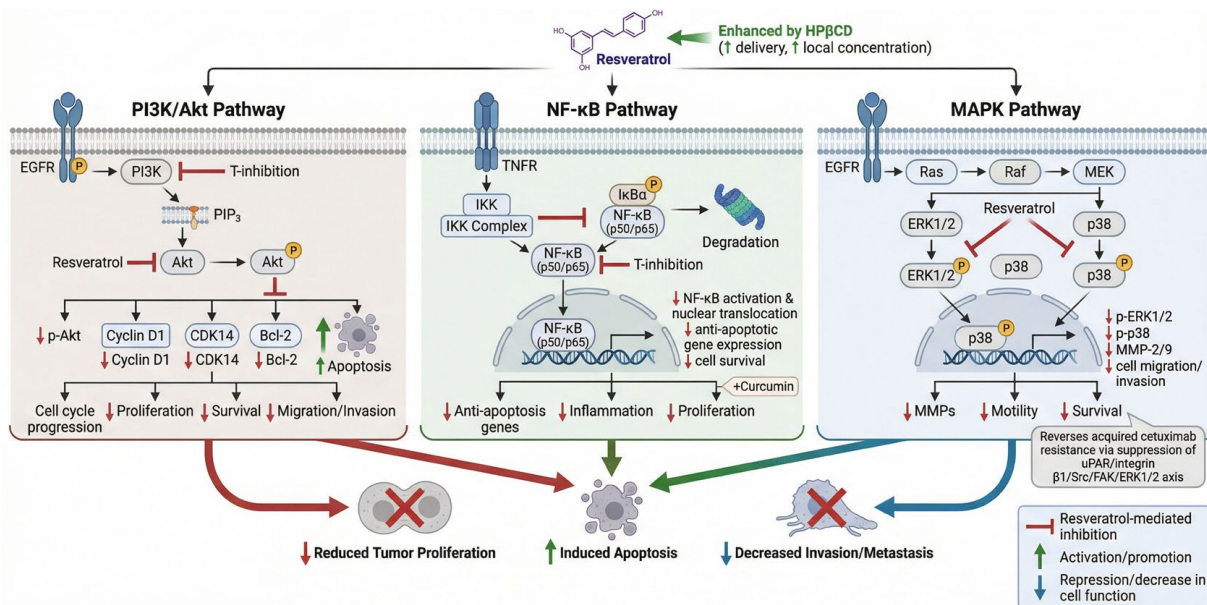 HO
OH
OH
Resveratrol
Enhanced by HPβCD
(↑ delivery, ↑ local concentration)
PI3K/Akt Pathway
EGFR
P
PI3K
T-inhibition
PIP₃
Resveratrol
Akt
Akt
P
↓ p-Akt
Cyclin D1
↓ Cyclin D1
CDK14
↓ CDK14
Bcl-2
↓ Bcl-2
↑ Apoptosis
Cell cycle
progression
↓ Proliferation
↓ Survival
↓ Migration/Invasion
NF-κB Pathway
TNFR
IKK
IKK Complex
IκBα
P
NF-κB
(p50/p65)
Degradation
NF-κB
(p50/p65)
T-inhibition
NF-κB
(p50/p65)
↓ NF-κB activation &
nuclear translocation
↓ anti-apoptotic
gene expression
↓ cell survival
+Curcumin
↓ Anti-apoptosis
genes
↓ Inflammation
↓ Proliferation
MAPK Pathway
EGFR
Ras
Raf
MEK
ERK1/2
Resveratrol
p38
ERK1/2
P
p38
p38
P
p38
P
↓ p-ERK1/2
↓ p-p38
↓ MMP-2/9
↓ cell migration/
invasion
↓ MMPs
↓ Motility
↓ Survival
Reverses acquired cetuximab
resistance via suppression of
uPAR/integrin
β1/Src/FAK/ERK1/2 axis
↓ Reduced Tumor Proliferation
↑ Induced Apoptosis
↓ Decreased Invasion/Metastasis
Resveratrol-mediated
inhibition
Activation/promotion
Repression/decrease in
cell function